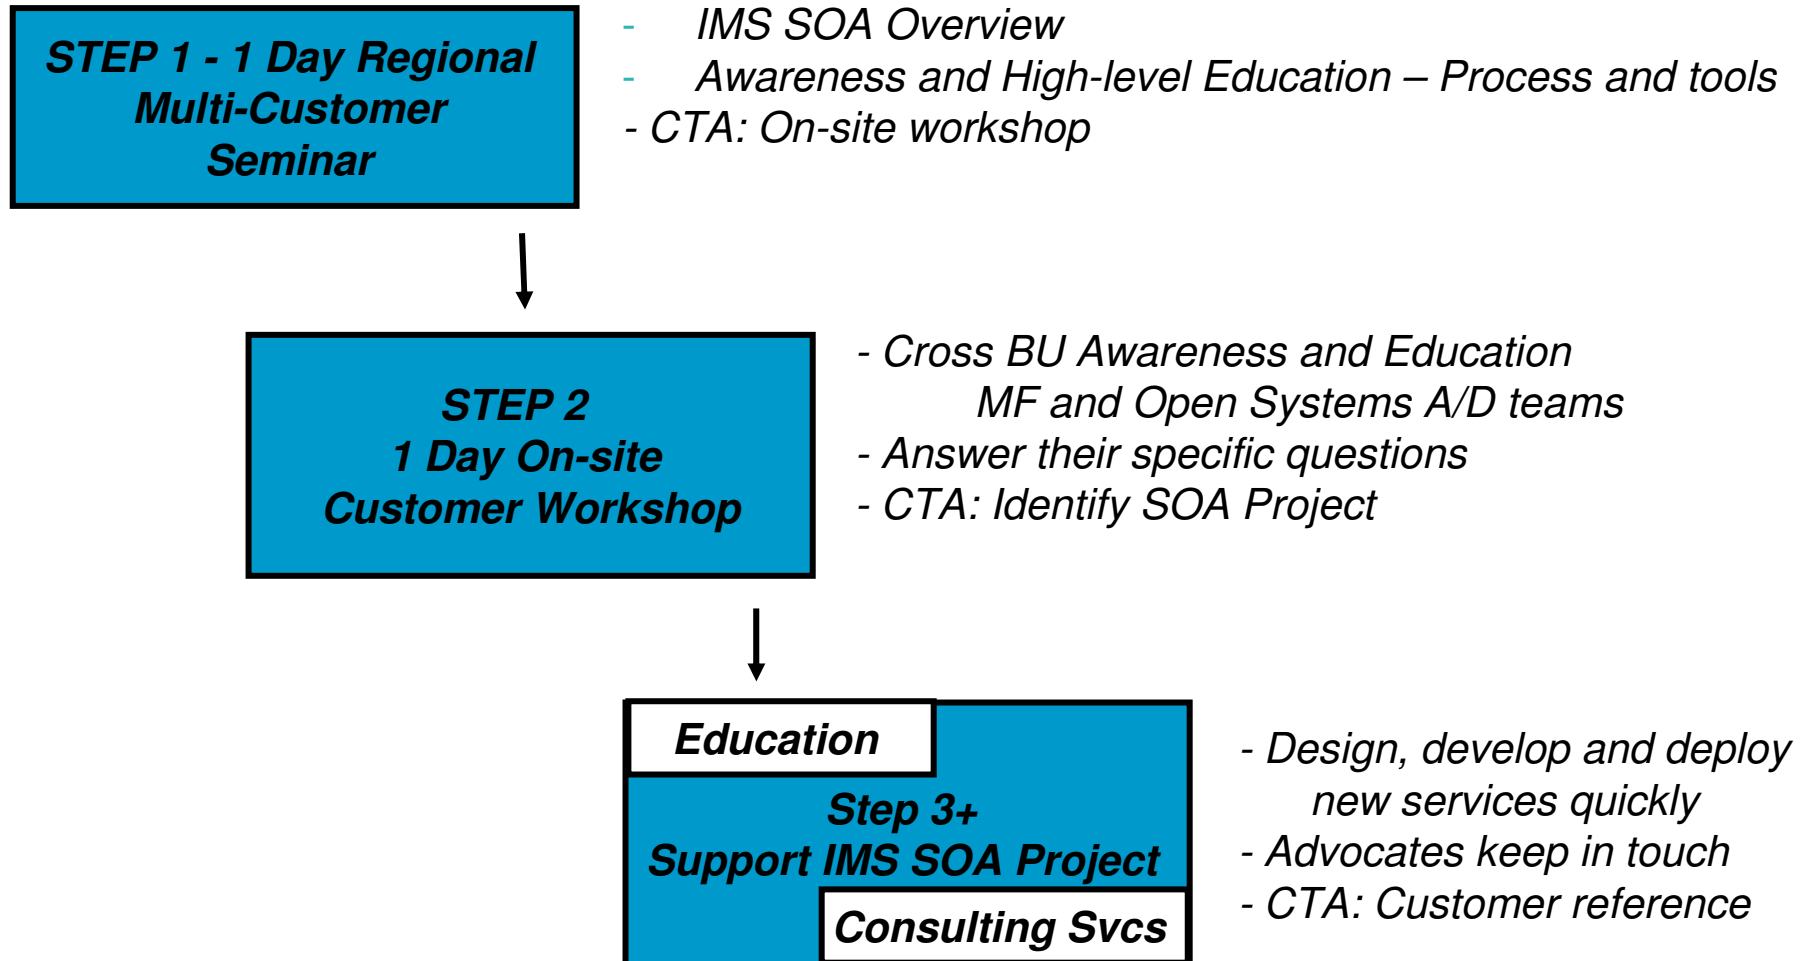 STEP 1 - 1 Day Regional
Multi-Customer
Seminar
- IMS SOA Overview
- Awareness and High-level Education – Process and tools
- CTA: On-site workshop
STEP 2
1 Day On-site
Customer Workshop
- Cross BU Awareness and Education
MF and Open Systems A/D teams
- Answer their specific questions
- CTA: Identify SOA Project
Education
Step 3+
Support IMS SOA Project
Consulting Svcs
- Design, develop and deploy
new services quickly
- Advocates keep in touch
- CTA: Customer reference